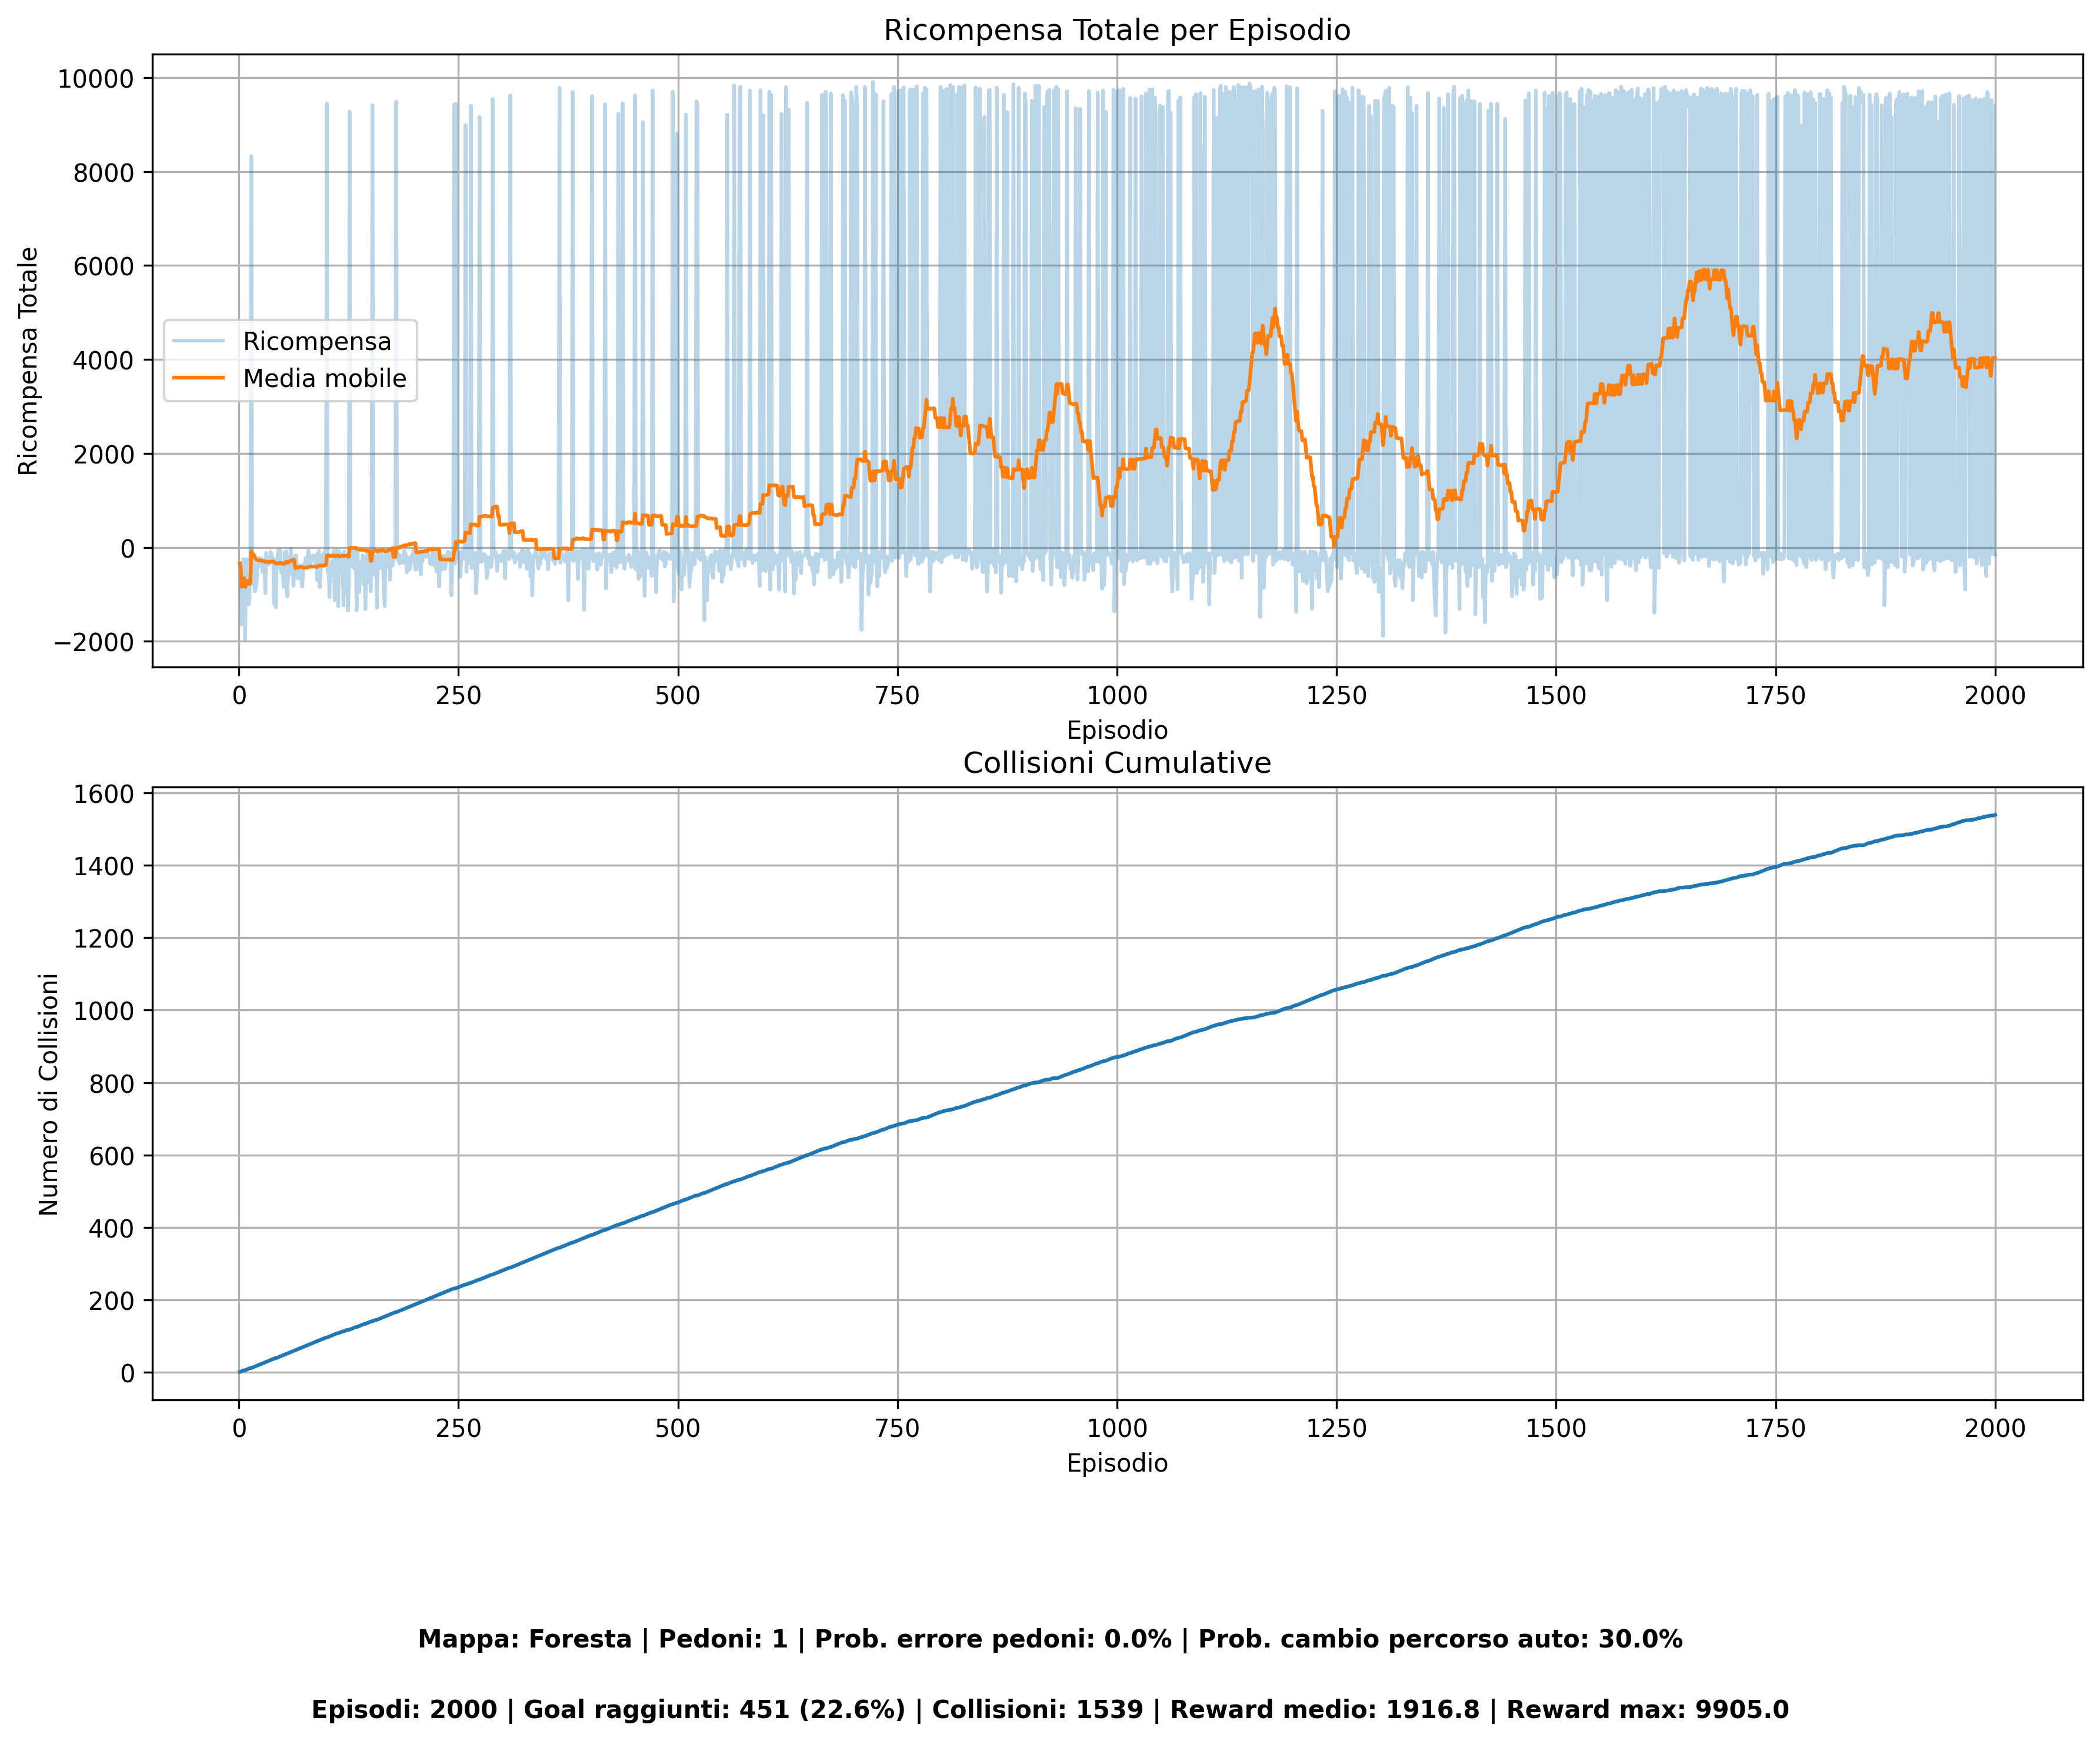 Ricompensa Totale per Episodio
10000
8000
6000
4000
2000
0
−2000
Ricompensa Totale
Ricompensa
Media mobile
0 250 500 750 1000 1250 1500 1750 2000
Episodio
Collisioni Cumulative
1600
1400
1200
1000
800
600
400
200
0
Numero di Collisioni
0 250 500 750 1000 1250 1500 1750 2000
Episodio
Mappa: Foresta | Pedoni: 1 | Prob. errore pedoni: 0.0% | Prob. cambio percorso auto: 30.0%
Episodi: 2000 | Goal raggiunti: 451 (22.6%) | Collisioni: 1539 | Reward medio: 1916.8 | Reward max: 9905.0